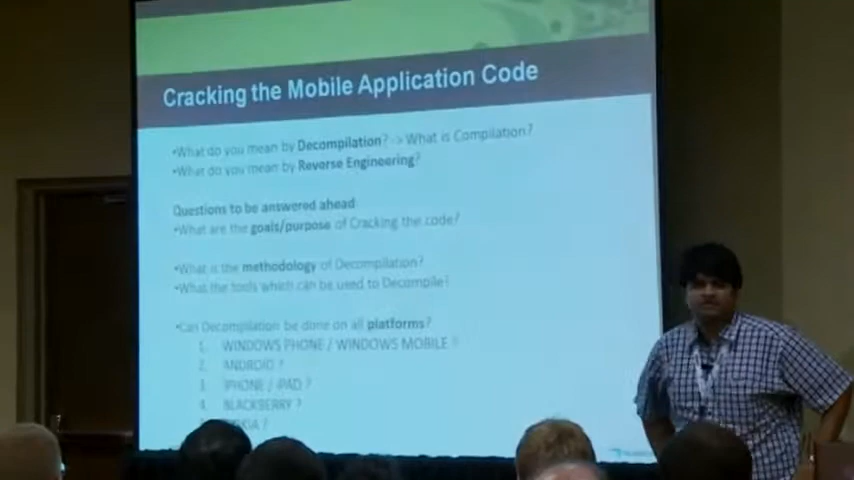 Cracking the Mobile Application Code
•What do you mean by Decompilation? -> What is Compilation?
•What do you mean by Reverse Engineering?
Questions to be answered ahead
•What are the goals/purpose of Cracking the code?
•What is the methodology of Decompilation?
•What the tools which can be used to Decompile?
•Can Decompilation be done on all platforms?
1. WINDOWS PHONE / WINDOWS MOBILE ?
2. ANDROID ?
3. IPHONE / IPAD ?
4. BLACKBERRY ?